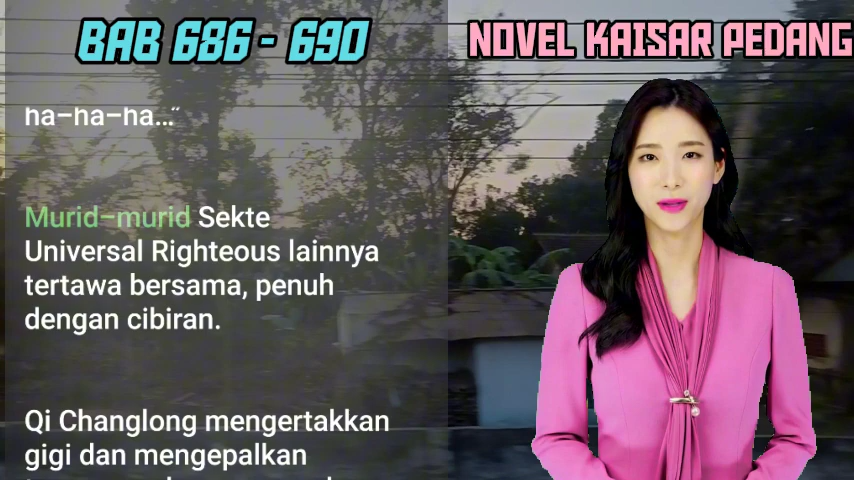 BAB 686 - 690
NOVEL KAISAR PEDANG
ha-ha-ha..."
Murid-murid Sekte
Universal Righteous lainnya
tertawa bersama, penuh
dengan cibiran.
Qi Changlong mengertakkan
gigi dan mengepalkan